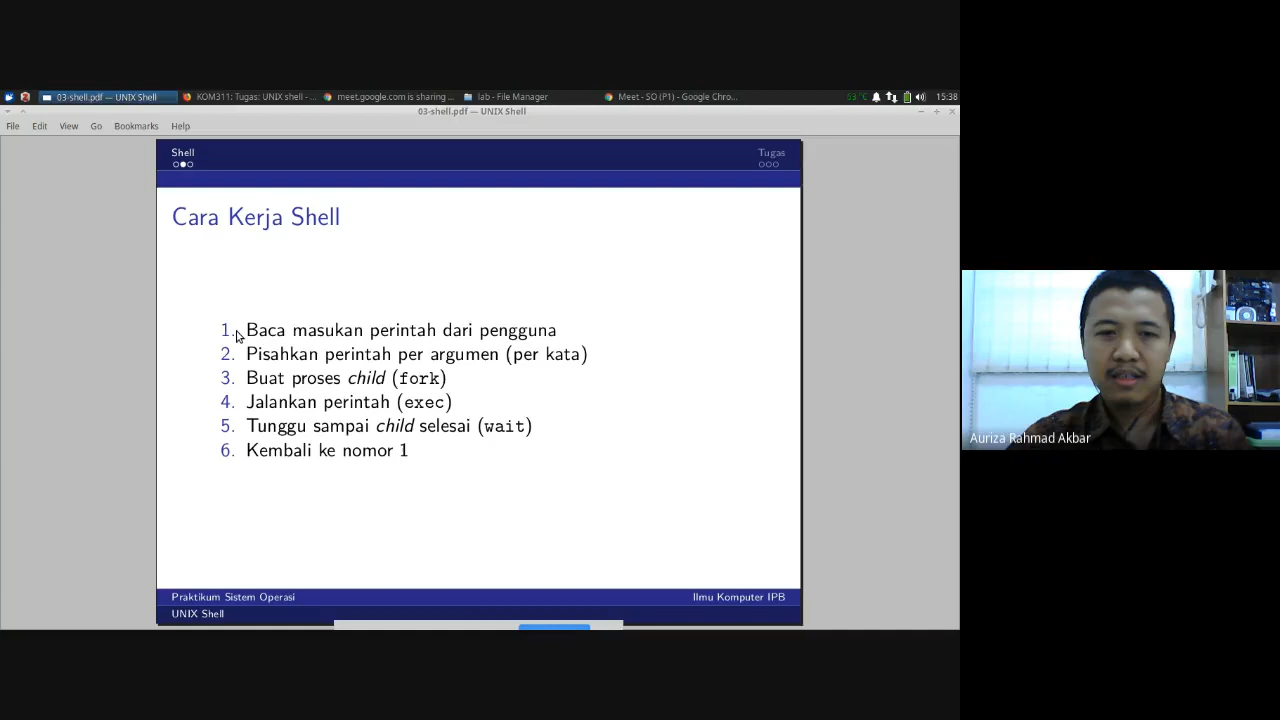 03-shell.pdf — UNIX Shell
KOM311: Tugas: UNIX shell - ...
meet.google.com is sharing ...
lab - File Manager
Meet - SO (P1) - Google Chro...
53 °C
15:38
03-shell.pdf — UNIX Shell
File Edit View Go Bookmarks Help
Shell
Tugas
Cara Kerja Shell
1. Baca masukan perintah dari pengguna
2. Pisahkan perintah per argumen (per kata)
3. Buat proses child (fork)
4. Jalankan perintah (exec)
5. Tunggu sampai child selesai (wait)
6. Kembali ke nomor 1
Praktikum Sistem Operasi
Ilmu Komputer IPB
UNIX Shell
Auriza Rahmad Akbar